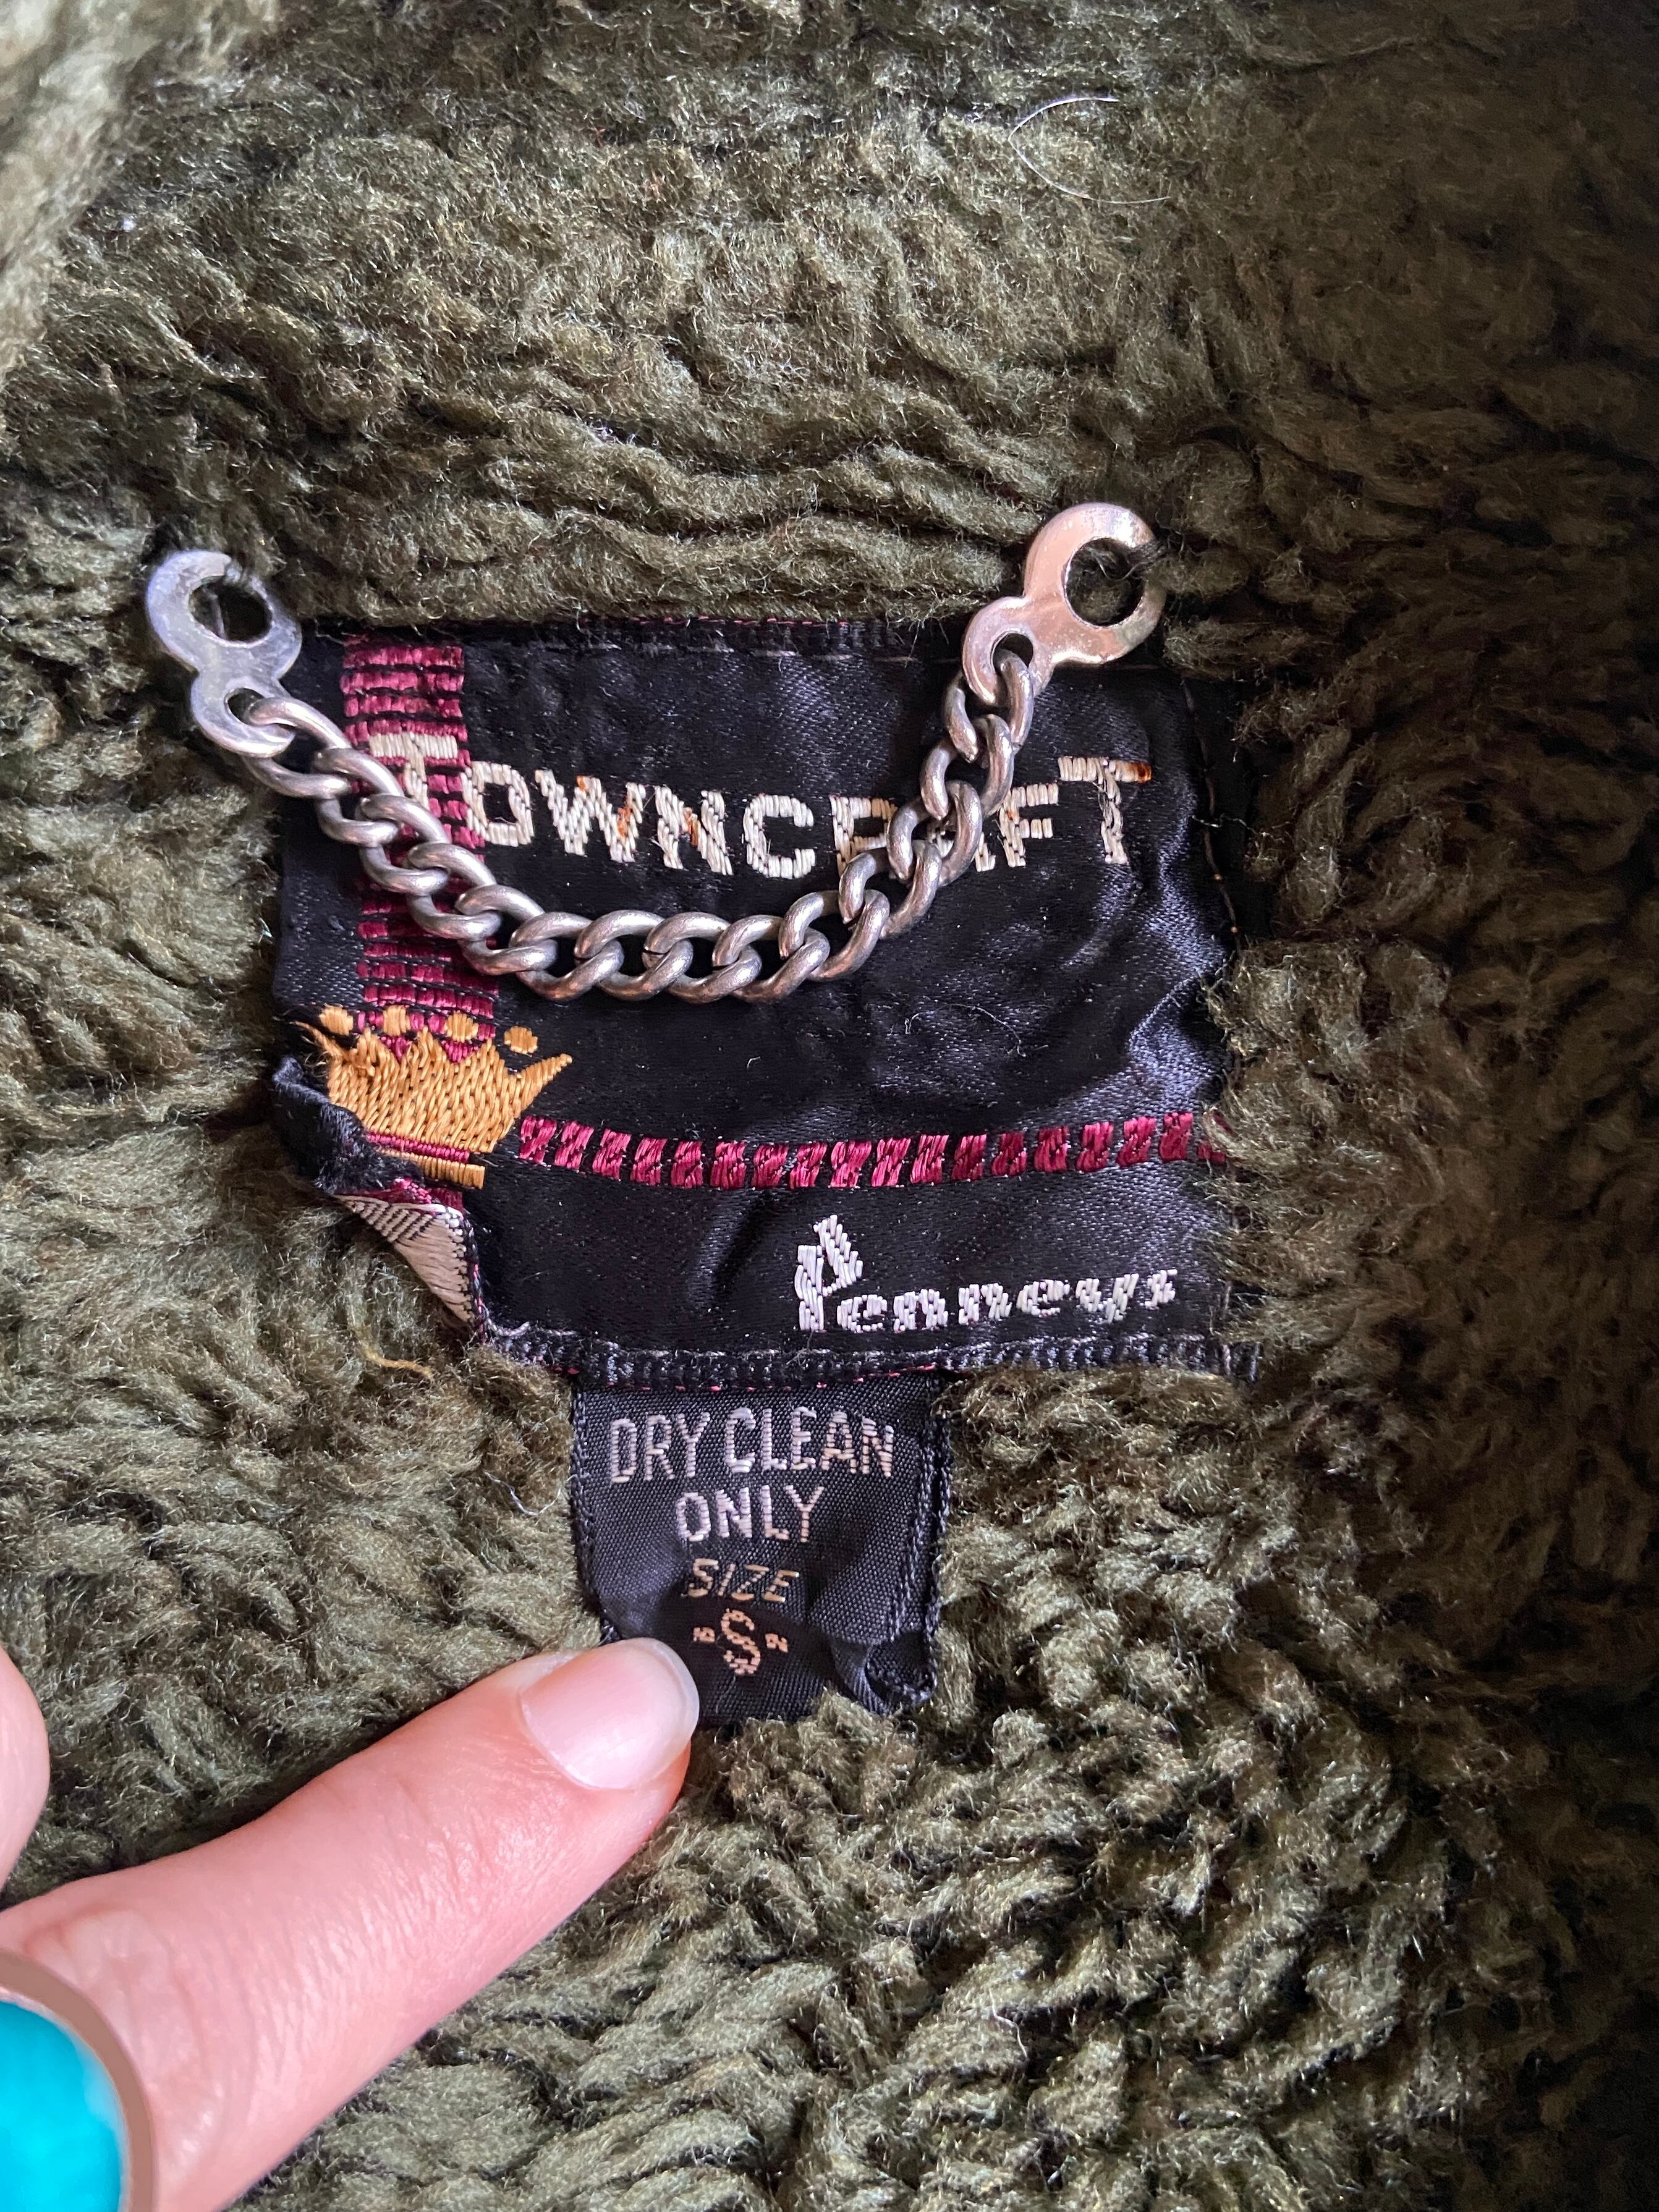 TOWNCRAFT
Penneys
DRY CLEAN
ONLY
SIZE
S